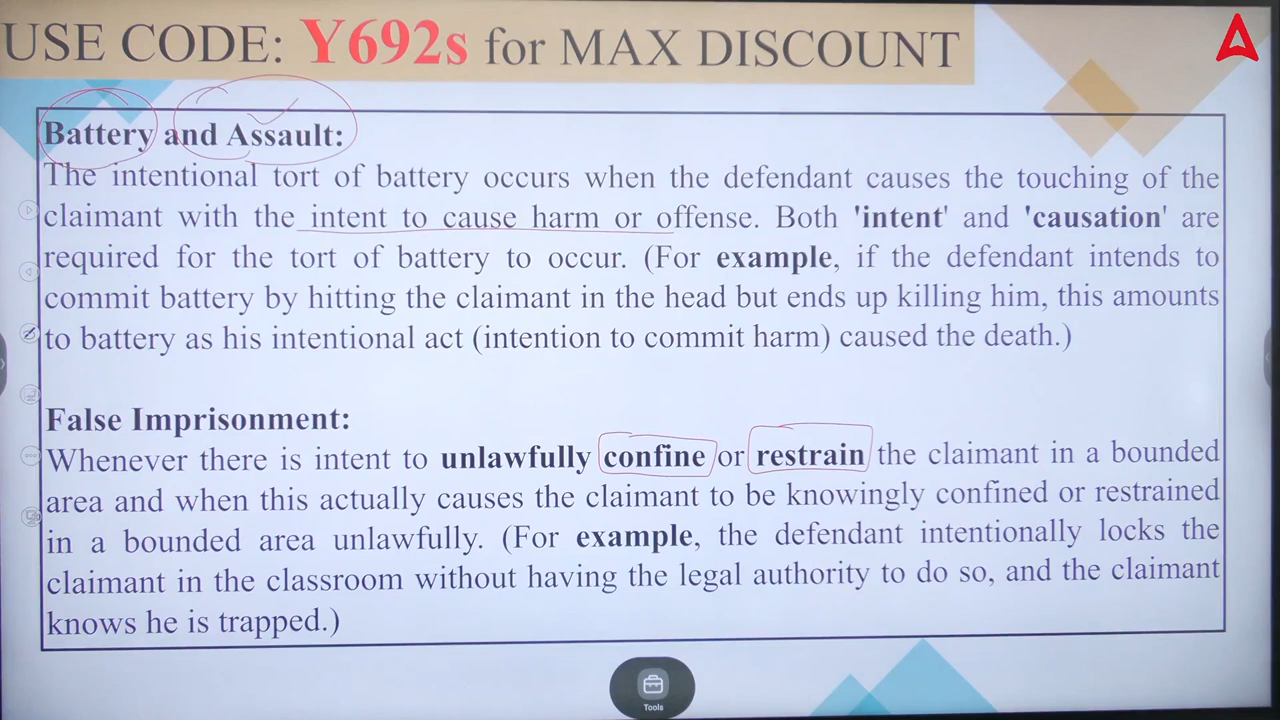 USE CODE: Y692s for MAX DISCOUNT
Battery and Assault:
The intentional tort of battery occurs when the defendant causes the touching of the
claimant with the intent to cause harm or offense. Both 'intent' and 'causation' are
required for the tort of battery to occur. (For example, if the defendant intends to
commit battery by hitting the claimant in the head but ends up killing him, this amounts
to battery as his intentional act (intention to commit harm) caused the death.)
False Imprisonment:
Whenever there is intent to unlawfully confine or restrain the claimant in a bounded
area and when this actually causes the claimant to be knowingly confined or restrained
in a bounded area unlawfully. (For example, the defendant intentionally locks the
claimant in the classroom without having the legal authority to do so, and the claimant
knows he is trapped.)
Tools